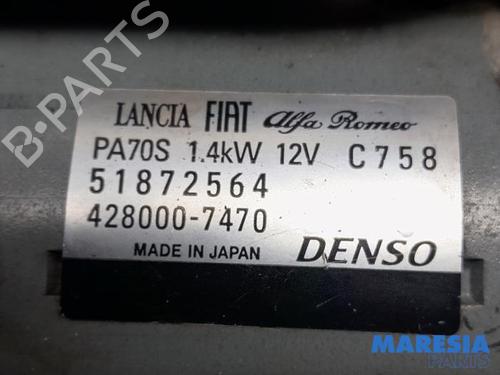 LANCIA FIAT Alfa Romeo
PA70S 1.4kW 12V C758
51872564
428000-7470
MADE IN JAPAN DENSO
B-PARTS
MARESIA
PARTS